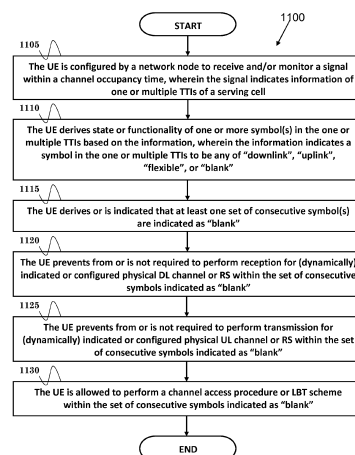 START
1100
1105
The UE is configured by a network node to receive and/or monitor a signal
within a channel occupancy time, wherein the signal indicates information of
one or multiple TTIs of a serving cell
1110
The UE derives state or functionality of one or more symbol(s) in the one or
multiple TTIs based on the information, wherein the information indicates a
symbol in the one or multiple TTIs to be any of “downlink”, “uplink”,
“flexible”, or “blank”
1115
The UE derives or is indicated that at least one set of consecutive symbol(s)
are indicated as “blank”
1120
The UE prevents from or is not required to perform reception for (dynamically)
indicated or configured physical DL channel or RS within the set of consecutive
symbols indicated as “blank”
1125
The UE prevents from or is not required to perform transmission for
(dynamically) indicated or configured physical UL channel or RS within the set
of consecutive symbols indicated as “blank”
1130
The UE is allowed to perform a channel access procedure or LBT scheme
within the set of consecutive symbols indicated as “blank”
END